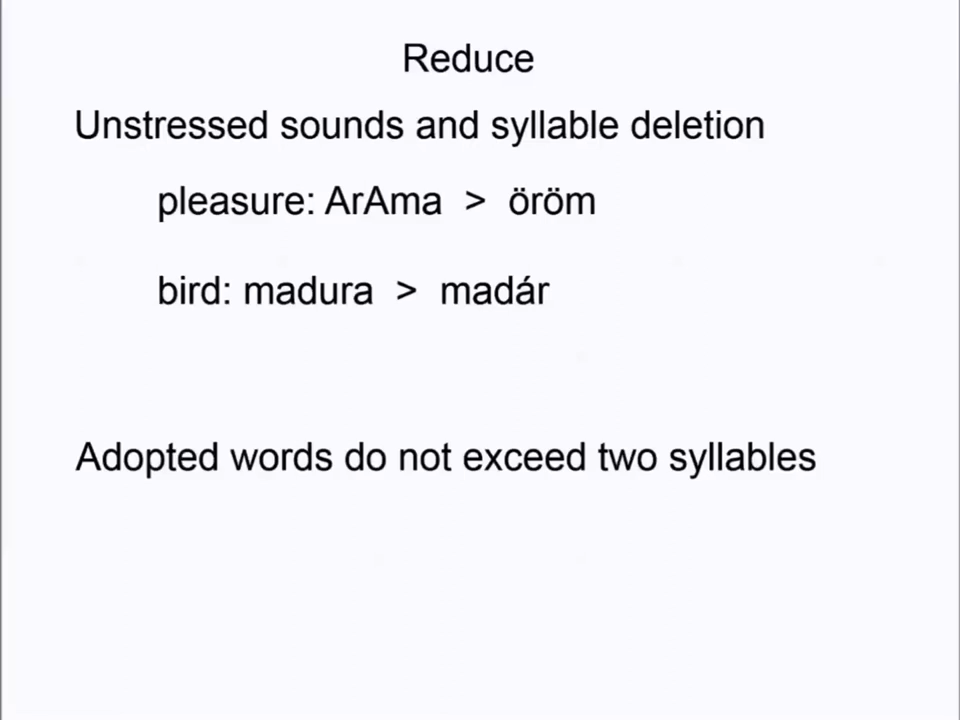 Reduce
Unstressed sounds and syllable deletion
pleasure: ArAma > öröm
bird: madura > madár
Adopted words do not exceed two syllables